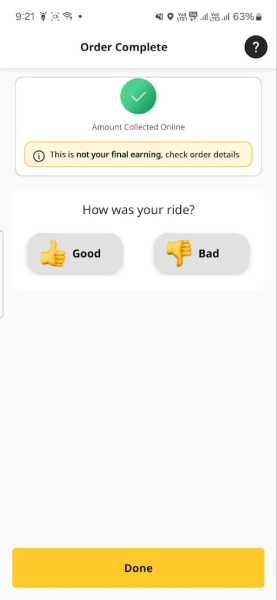 9:21 63%
Order Complete
?
Amount Collected Online
This is not your final earning, check order details
How was your ride?
Good Bad
Done